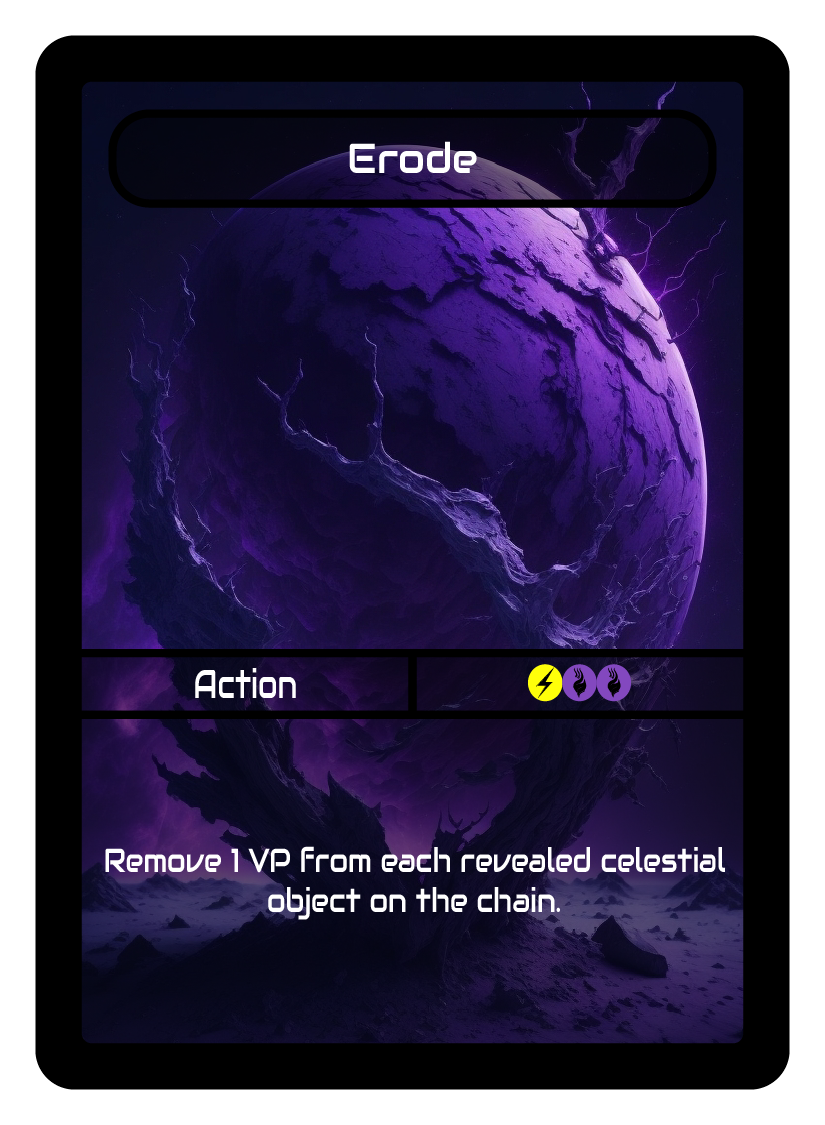 Erode
Action
Remove 1 VP from each revealed celestial
object on the chain.